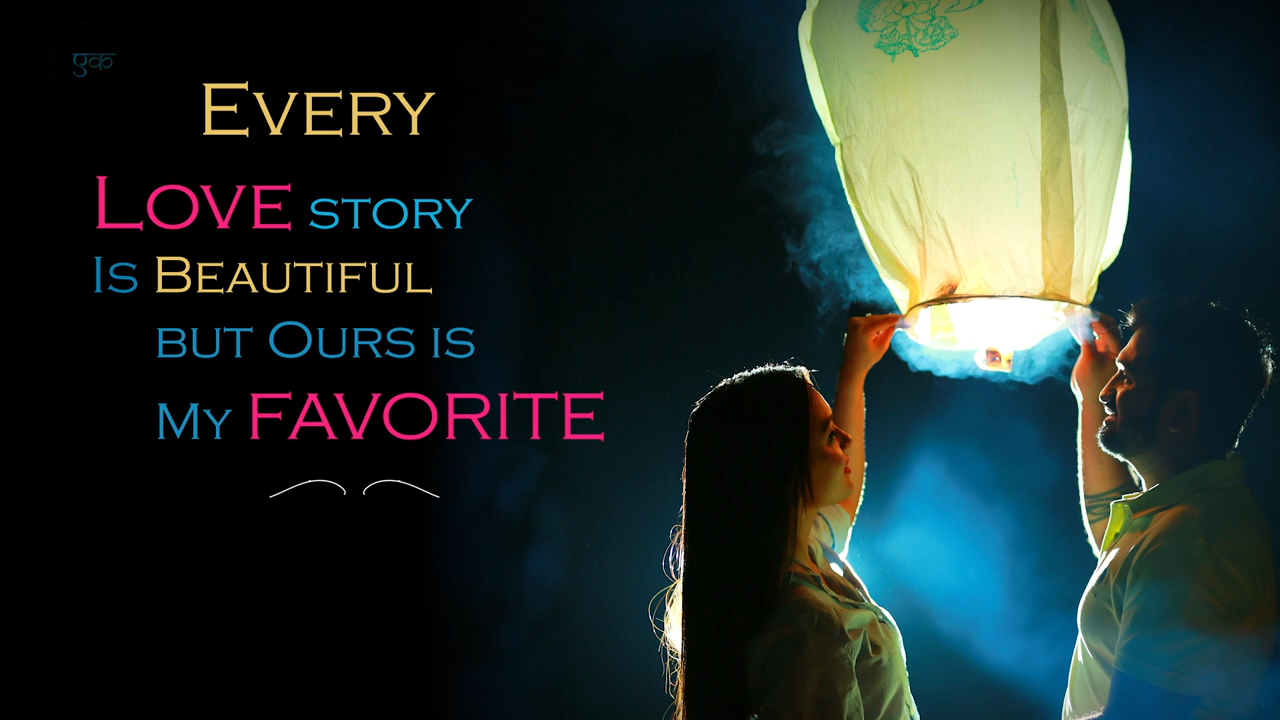 एक
Every
Love story
Is Beautiful
but Ours is
My FAVORITE